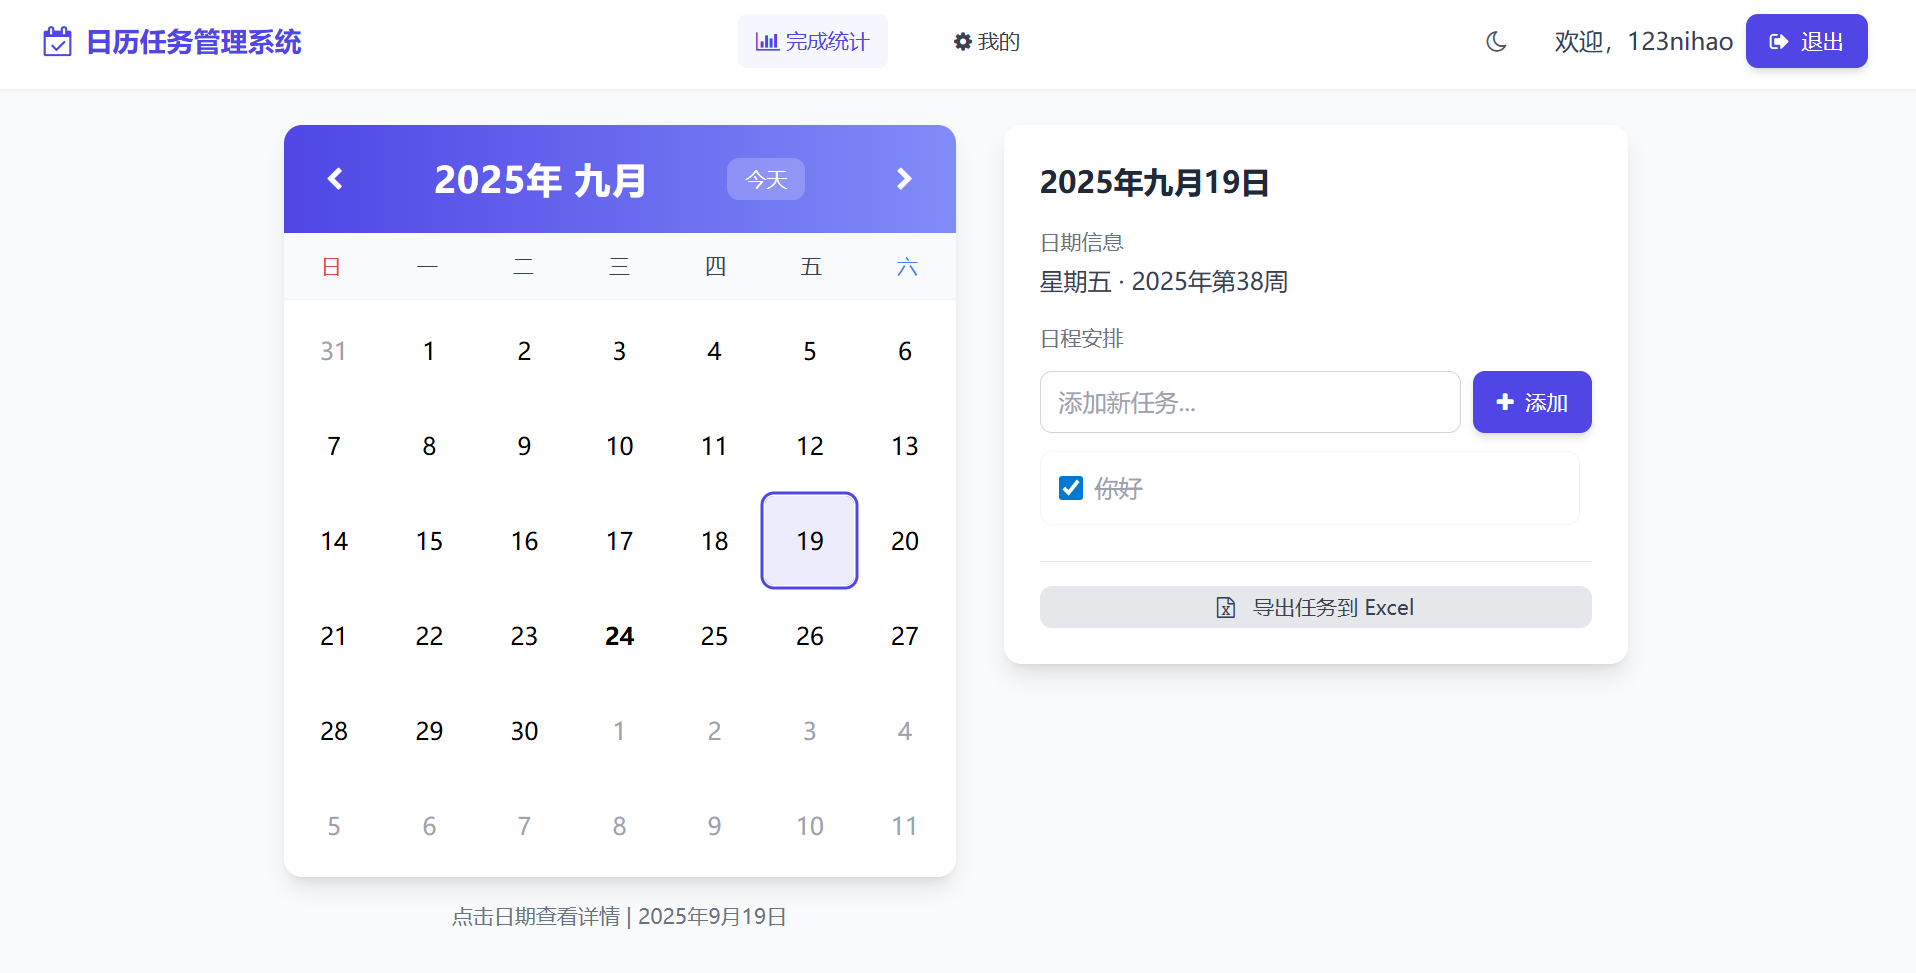 日历任务管理系统
完成统计
我的
欢迎，123nihao
退出
2025年 九月
今天
日 一 二 三 四 五 六
31 1 2 3 4 5 6
7 8 9 10 11 12 13
14 15 16 17 18 19 20
21 22 23 24 25 26 27
28 29 30 1 2 3 4
5 6 7 8 9 10 11
点击日期查看详情 | 2025年9月19日
2025年九月19日
日期信息
星期五 · 2025年第38周
日程安排
添加新任务...
添加
你好
导出任务到 Excel